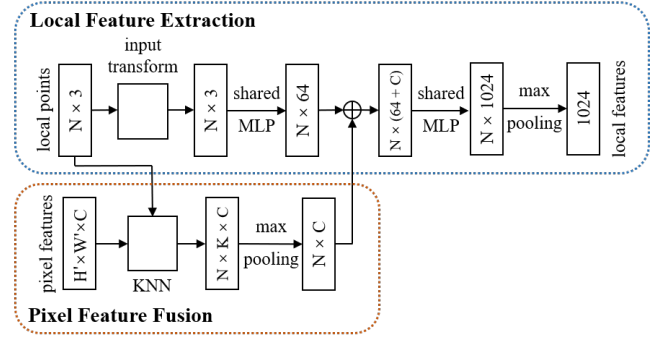 Local Feature Extraction
local points
N × 3
input
transform
N × 3
shared
MLP
N × 64
N × (64 + C)
shared
MLP
N × 1024
max
pooling
1024
local features
pixel features
H'×W'×C
KNN
N × K × C
max
pooling
N × C
Pixel Feature Fusion